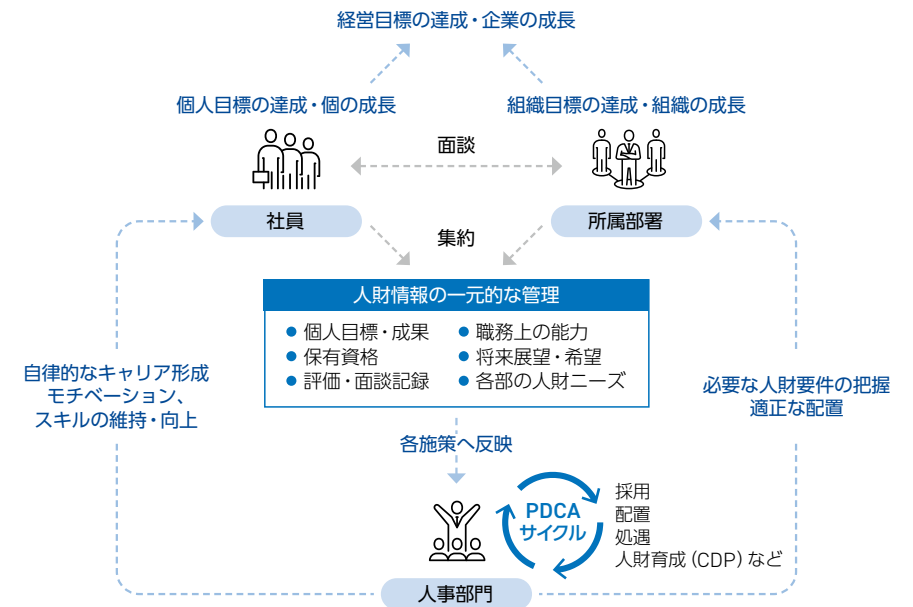 経営目標の達成・企業の成長
個人目標の達成・個の成長
組織目標の達成・組織の成長
面談
社員
所属部署
集約
人財情報の一元的な管理
● 個人目標・成果
● 保有資格
● 評価・面談記録
● 職務上の能力
● 将来展望・希望
● 各部の人財ニーズ
自律的なキャリア形成
モチベーション、
スキルの維持・向上
必要な人財要件の把握
適正な配置
各施策へ反映
PDCA
サイクル
採用
配置
処遇
人財育成（CDP）など
人事部門